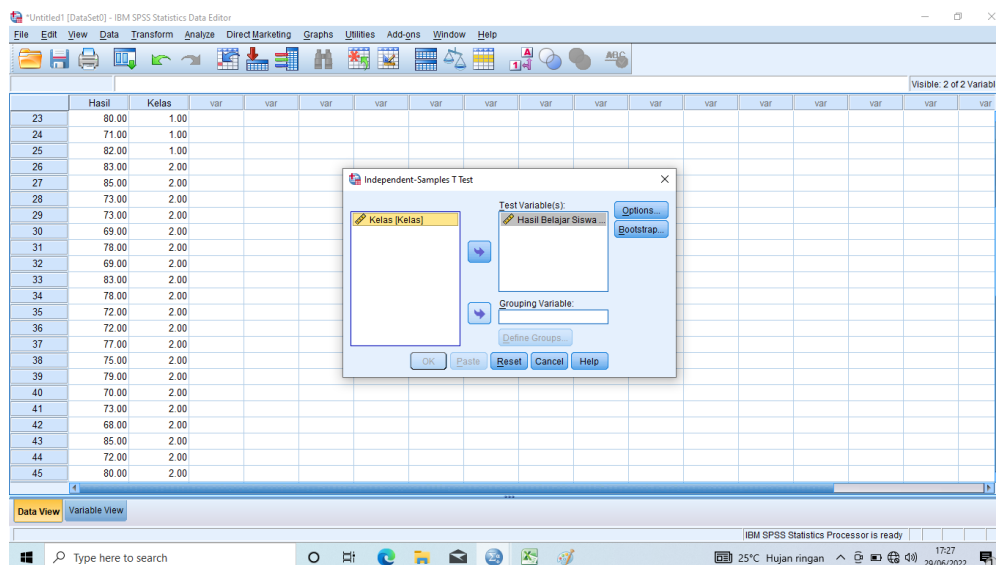 *Untitled1 [DataSet0] - IBM SPSS Statistics Data Editor
File Edit View Data Transform Analyze Direct Marketing Graphs Utilities Add-ons Window Help
Visible: 2 of 2 Variabl
Hasil Kelas var var var var var var var var var var var var var var var
23 80.00 1.00
24 71.00 1.00
25 82.00 1.00
26 83.00 2.00
27 85.00 2.00
28 73.00 2.00
29 73.00 2.00
30 69.00 2.00
31 78.00 2.00
32 69.00 2.00
33 83.00 2.00
34 78.00 2.00
35 72.00 2.00
36 72.00 2.00
37 77.00 2.00
38 75.00 2.00
39 79.00 2.00
40 70.00 2.00
41 73.00 2.00
42 68.00 2.00
43 85.00 2.00
44 72.00 2.00
45 80.00 2.00
Independent-Samples T Test
Test Variable(s):
Kelas [Kelas]
Hasil Belajar Siswa ...
Options...
Bootstrap...
Grouping Variable:
Define Groups...
OK Paste Reset Cancel Help
Data View Variable View
IBM SPSS Statistics Processor is ready
Type here to search
25°C Hujan ringan
17:27
29/06/2022